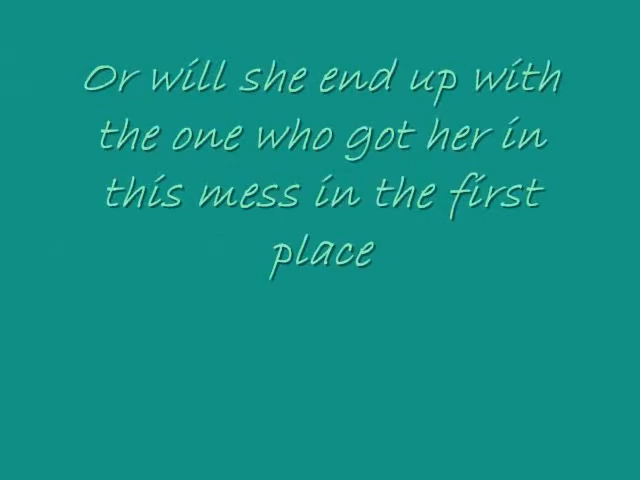 Or will she end up with
the one who got her in
this mess in the first
place